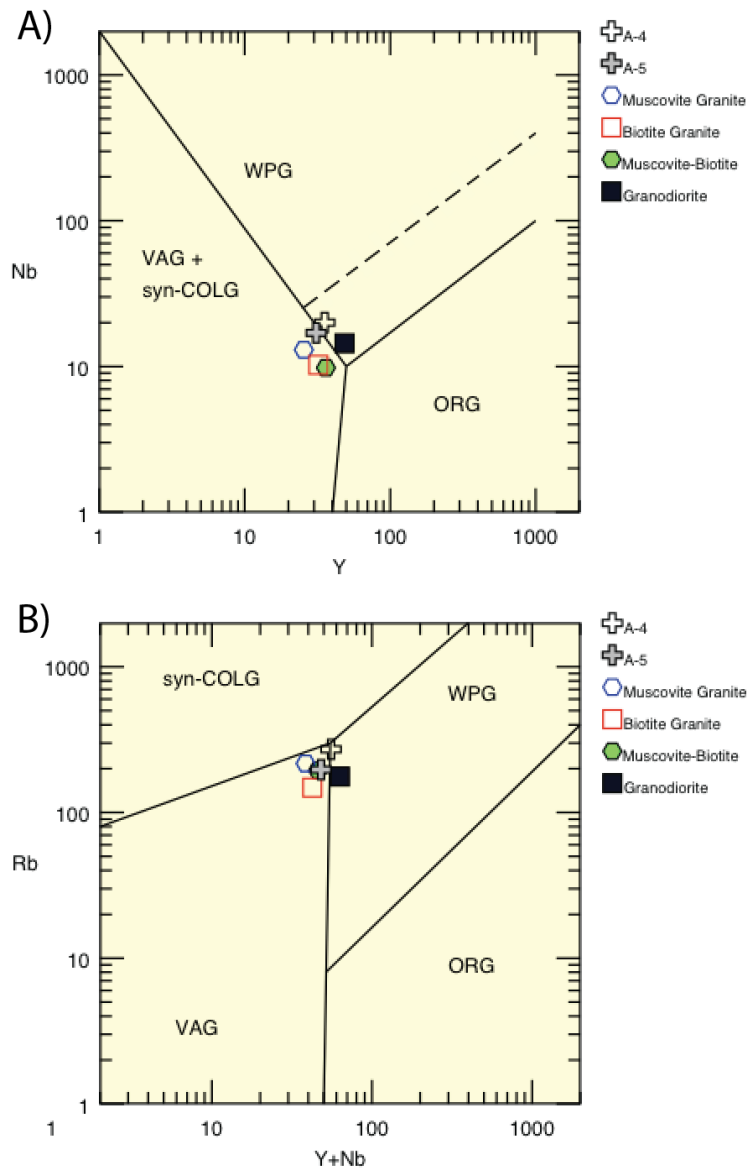 A)
1000
100
Nb
10
1
1
10
100
1000
Y
WPG
VAG +
syn-COLG
ORG
A-4
A-5
Muscovite Granite
Biotite Granite
Muscovite-Biotite
Granodiorite
B)
1000
100
Rb
10
1
1
10
100
1000
Y+Nb
syn-COLG
WPG
VAG
ORG
A-4
A-5
Muscovite Granite
Biotite Granite
Muscovite-Biotite
Granodiorite